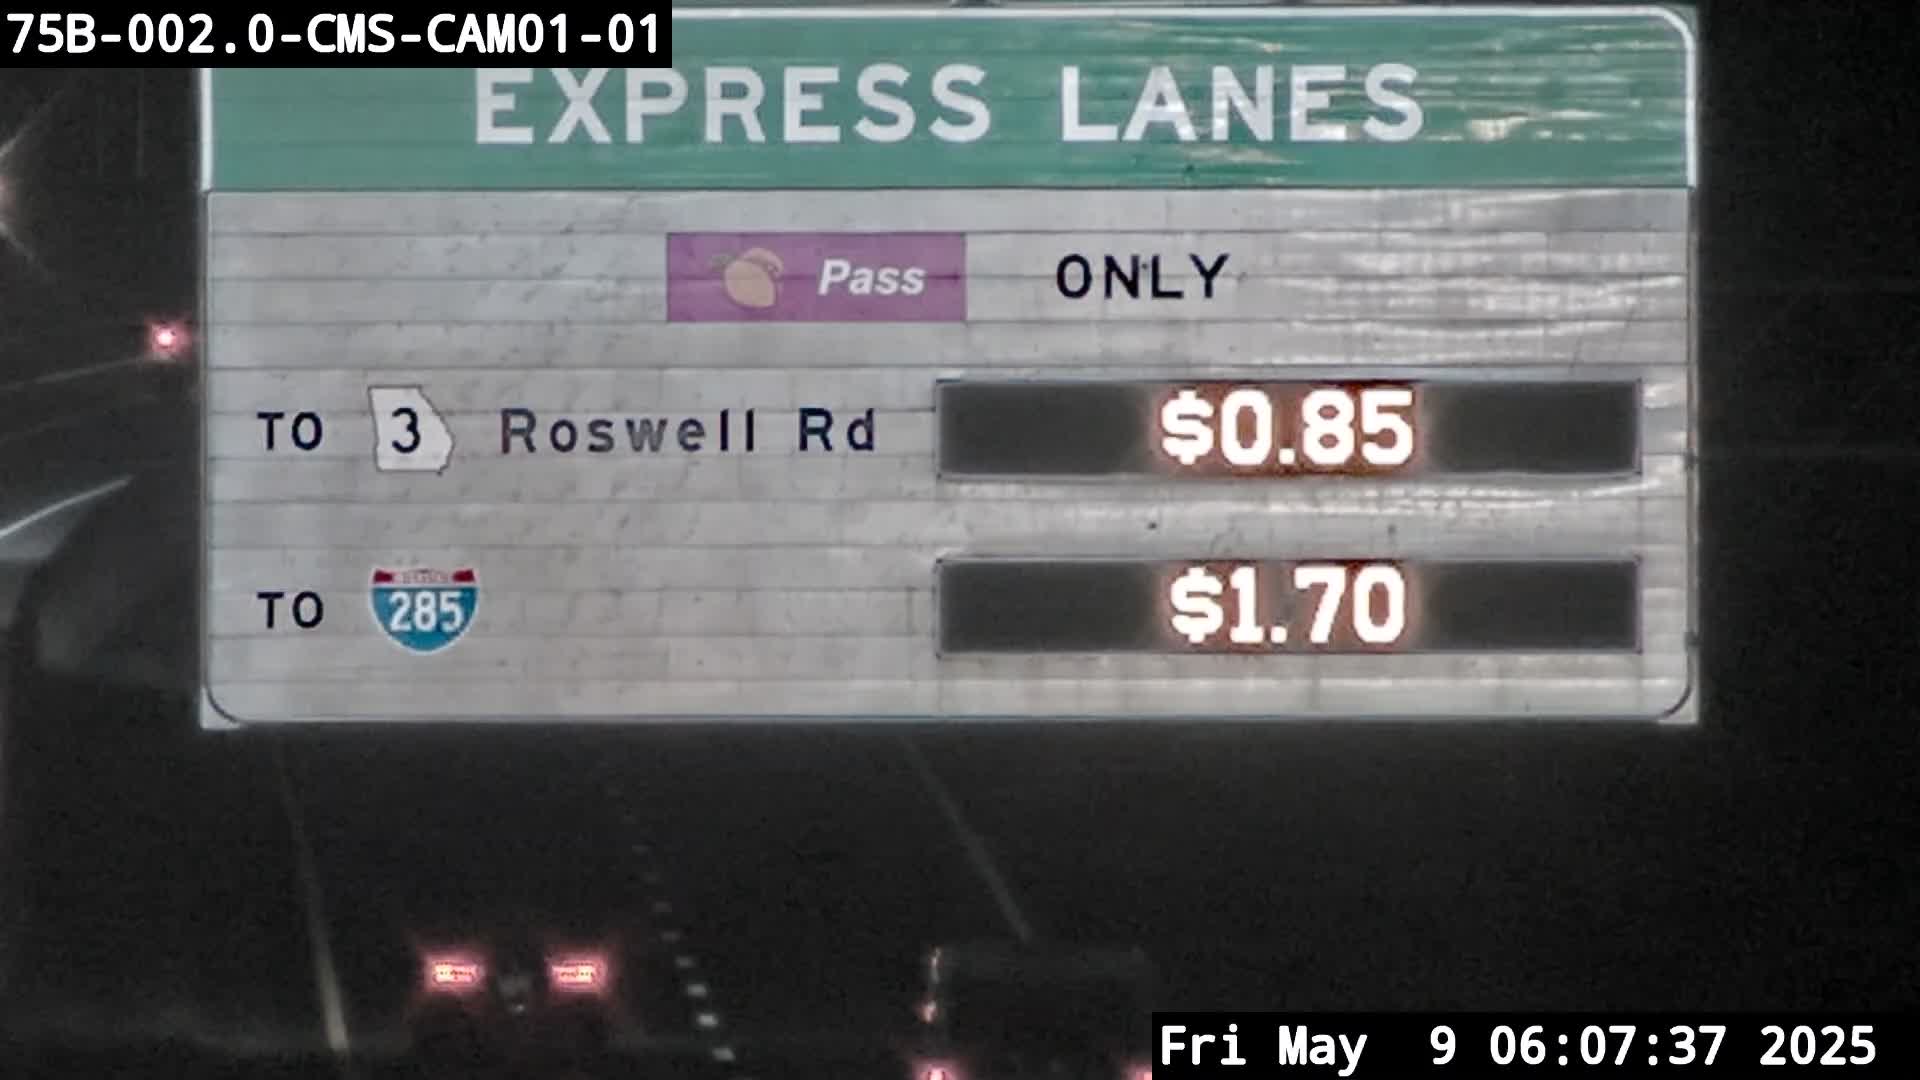 75B-002.0-CMS-CAM01-01
EXPRESS LANES
Pass ONLY
TO 3 Roswell Rd $0.85
TO 285 $1.70
Fri May 9 06:07:37 2025